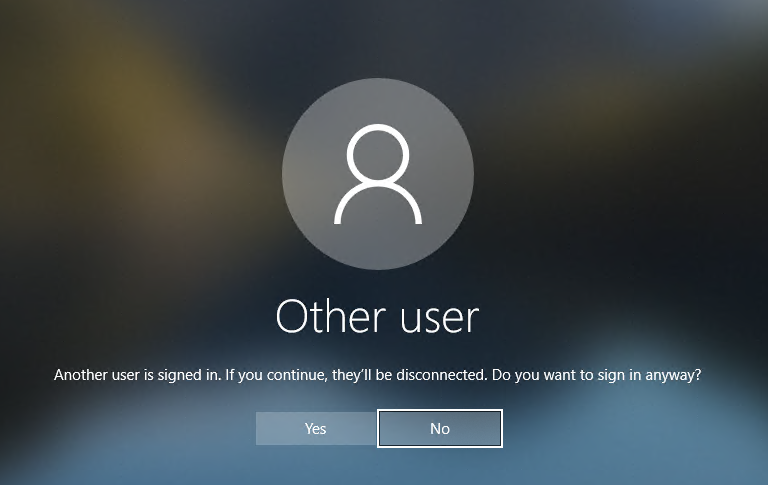 Other user
Another user is signed in. If you continue, they’ll be disconnected. Do you want to sign in anyway?
Yes No